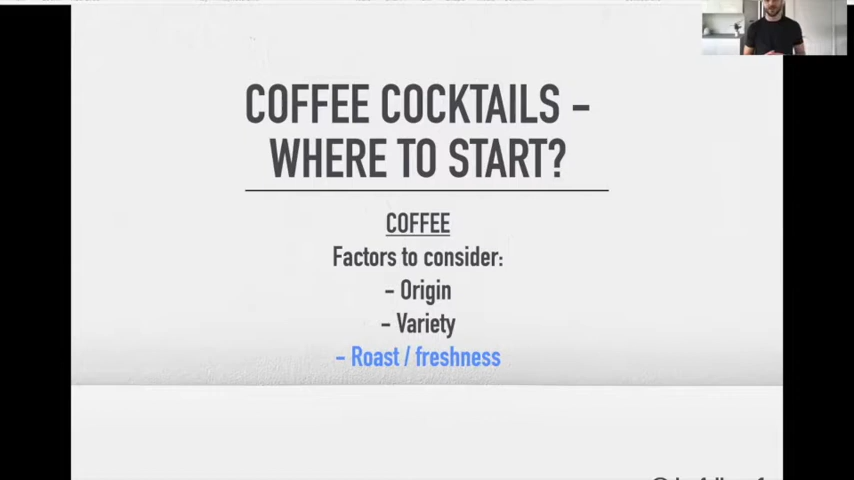 COFFEE COCKTAILS -
WHERE TO START?
COFFEE
Factors to consider:
- Origin
- Variety
- Roast / freshness